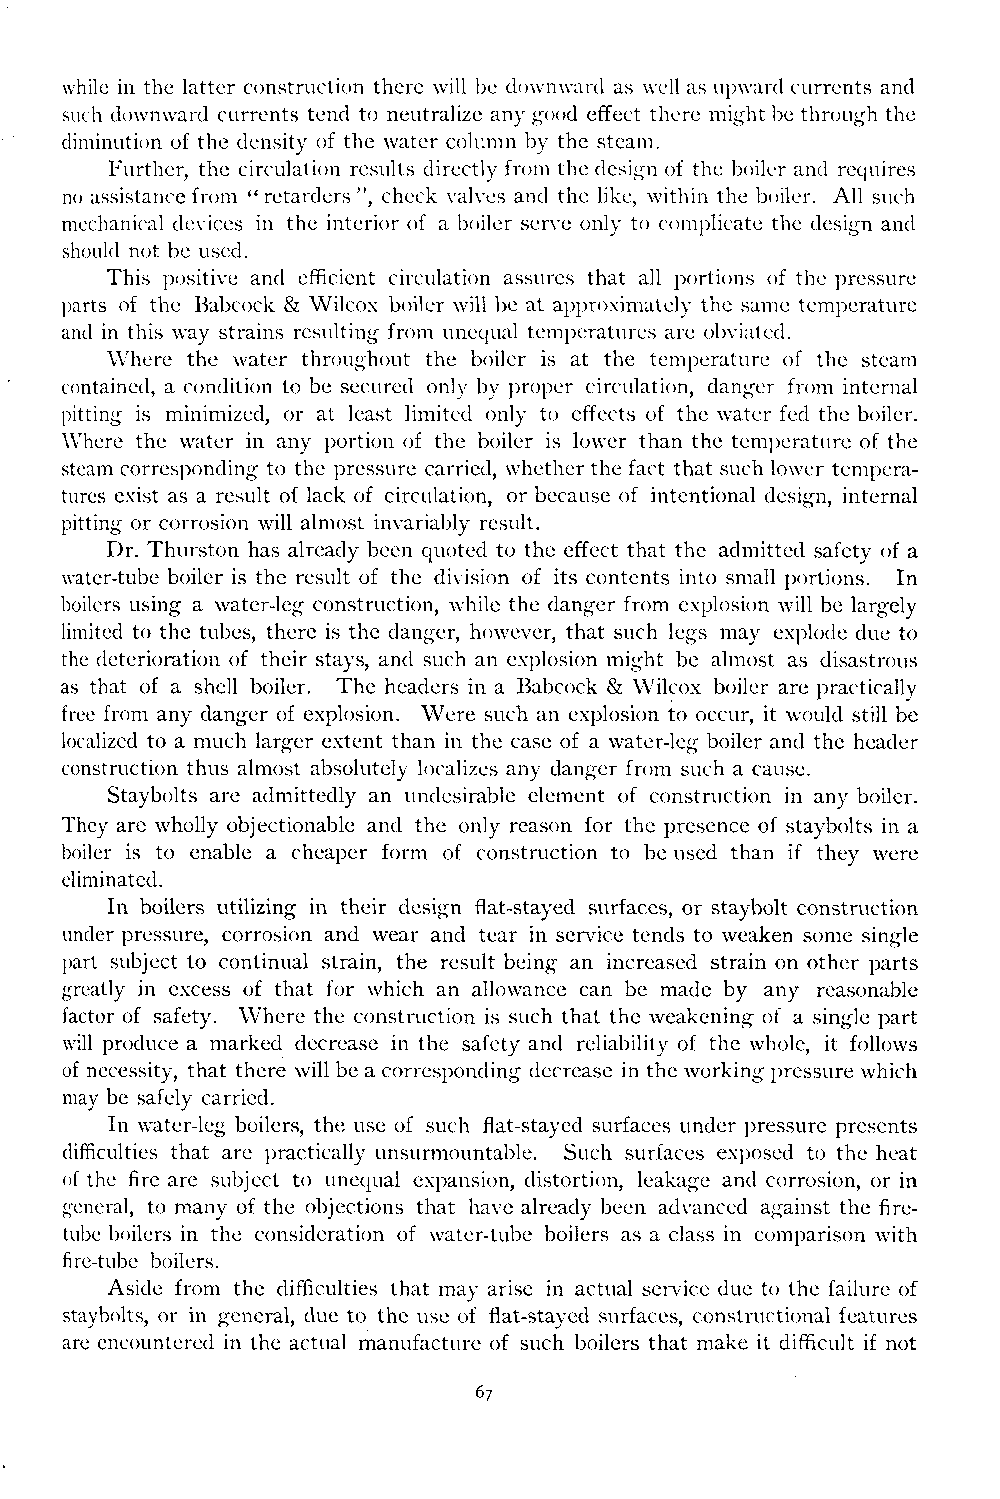 while in the latter construction there will be downward as well as upward currents and
such downward currents tend to neutralize any good effect there might be through the
diminution of the density of the water column by the steam.
Further, the circulation results directly from the design of the boiler and requires
no assistance from “retarders”, check valves and the like, within the boiler. All such
mechanical devices in the interior of a boiler serve only to complicate the design and
should not be used.
This positive and efficient circulation assures that all portions of the pressure
parts of the Babcock & Wilcox boiler will be at approximately the same temperature
and in this way strains resulting from unequal temperatures are obviated.
Where the water throughout the boiler is at the temperature of the steam
contained, a condition to be secured only by proper circulation, danger from internal
pitting is minimized, or at least limited only to effects of the water fed the boiler.
Where the water in any portion of the boiler is lower than the temperature of the
steam corresponding to the pressure carried, whether the fact that such lower tempera-
tures exist as a result of lack of circulation, or because of intentional design, internal
pitting or corrosion will almost invariably result.
Dr. Thurston has already been quoted to the effect that the admitted safety of a
water-tube boiler is the result of the division of its contents into small portions. In
boilers using a water-leg construction, while the danger from explosion will be largely
limited to the tubes, there is the danger, however, that such legs may explode due to
the deterioration of their stays, and such an explosion might be almost as disastrous
as that of a shell boiler. The headers in a Babcock & Wilcox boiler are practically
free from any danger of explosion. Were such an explosion to occur, it would still be
localized to a much larger extent than in the case of a water-leg boiler and the header
construction thus almost absolutely localizes any danger from such a cause.
Staybolts are admittedly an undesirable element of construction in any boiler.
They are wholly objectionable and the only reason for the presence of staybolts in a
boiler is to enable a cheaper form of construction to be used than if they were
eliminated.
In boilers utilizing in their design flat-stayed surfaces, or staybolt construction
under pressure, corrosion and wear and tear in service tends to weaken some single
part subject to continual strain, the result being an increased strain on other parts
greatly in excess of that for which an allowance can be made by any reasonable
factor of safety. Where the construction is such that the weakening of a single part
will produce a marked decrease in the safety and reliability of the whole, it follows
of necessity, that there will be a corresponding decrease in the working pressure which
may be safely carried.
In water-leg boilers, the use of such flat-stayed surfaces under pressure presents
difficulties that are practically unsurmountable. Such surfaces exposed to the heat
of the fire are subject to unequal expansion, distortion, leakage and corrosion, or in
general, to many of the objections that have already been advanced against the fire-
tube boilers in the consideration of water-tube boilers as a class in comparison with
fire-tube boilers.
Aside from the difficulties that may arise in actual service due to the failure of
staybolts, or in general, due to the use of flat-stayed surfaces, constructional features
are encountered in the actual manufacture of such boilers that make it difficult if not
67